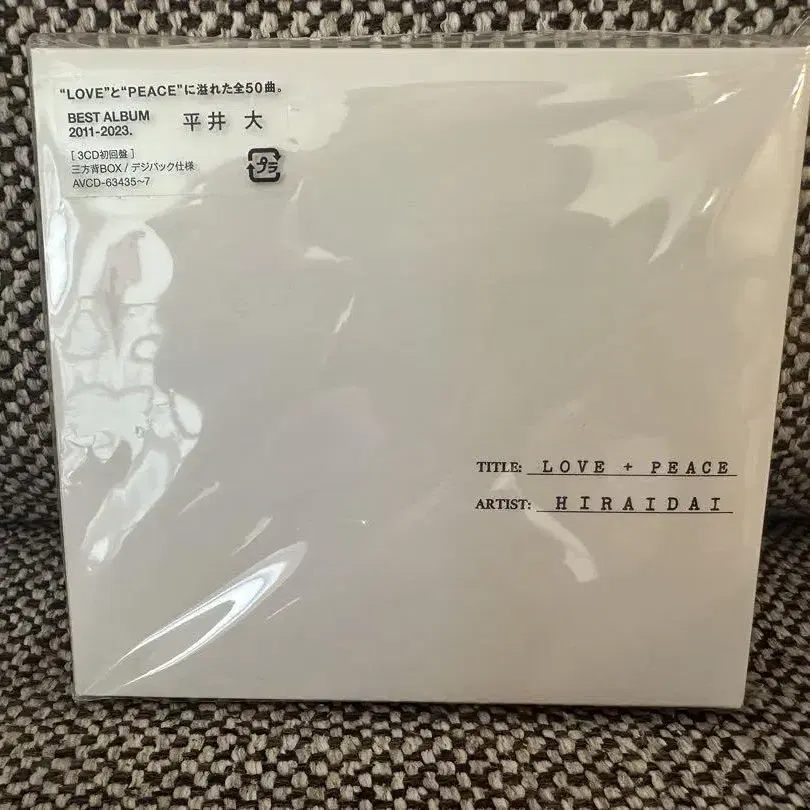 “LOVE”と“PEACE”に溢れた全50曲。
BEST ALBUM
2011-2023. 平井 大
[ 3CD初回盤 ]
三方背BOX / デジパック仕様
AVCD-63435~7
プラ
TITLE: LOVE + PEACE
ARTIST: HIRAIDAI